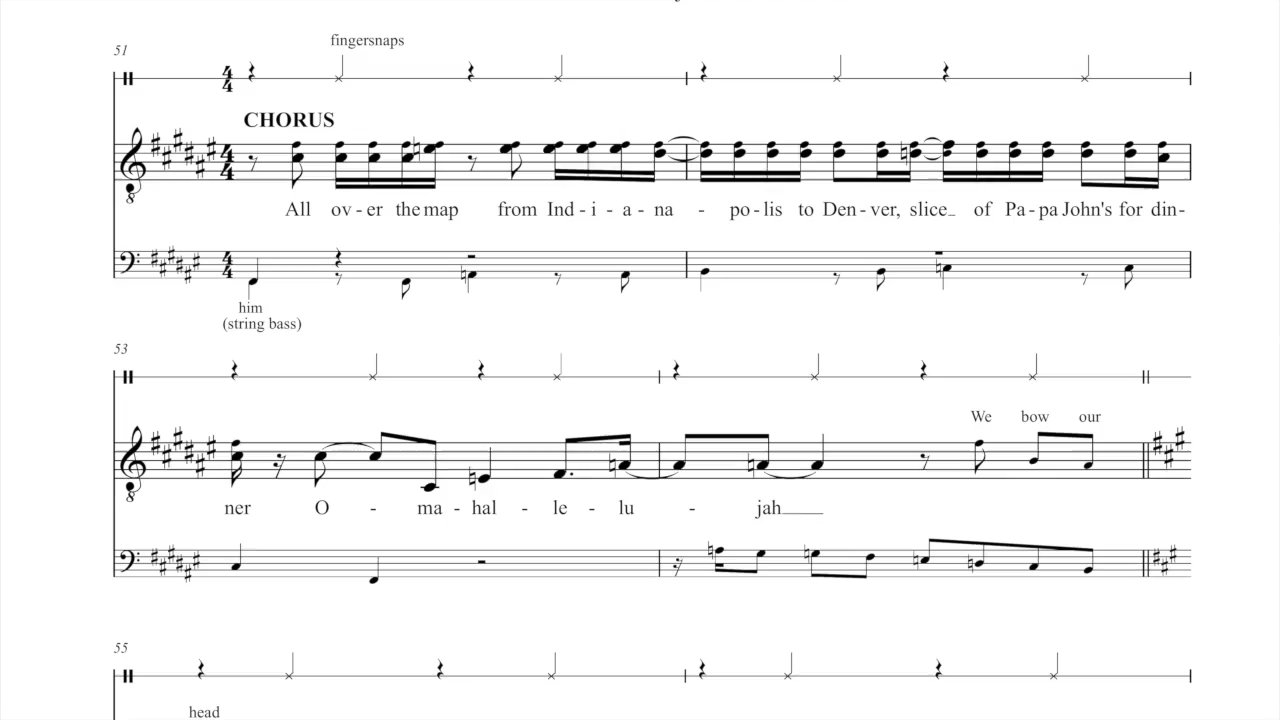 51
fingersnaps
CHORUS
All ov - er the map from Ind - i - a - na - po - lis to Den - ver, slice_ of Pa - pa John's for din-
him
(string bass)
53
We bow our
ner O - ma - hal - le - lu - jah____
55
head